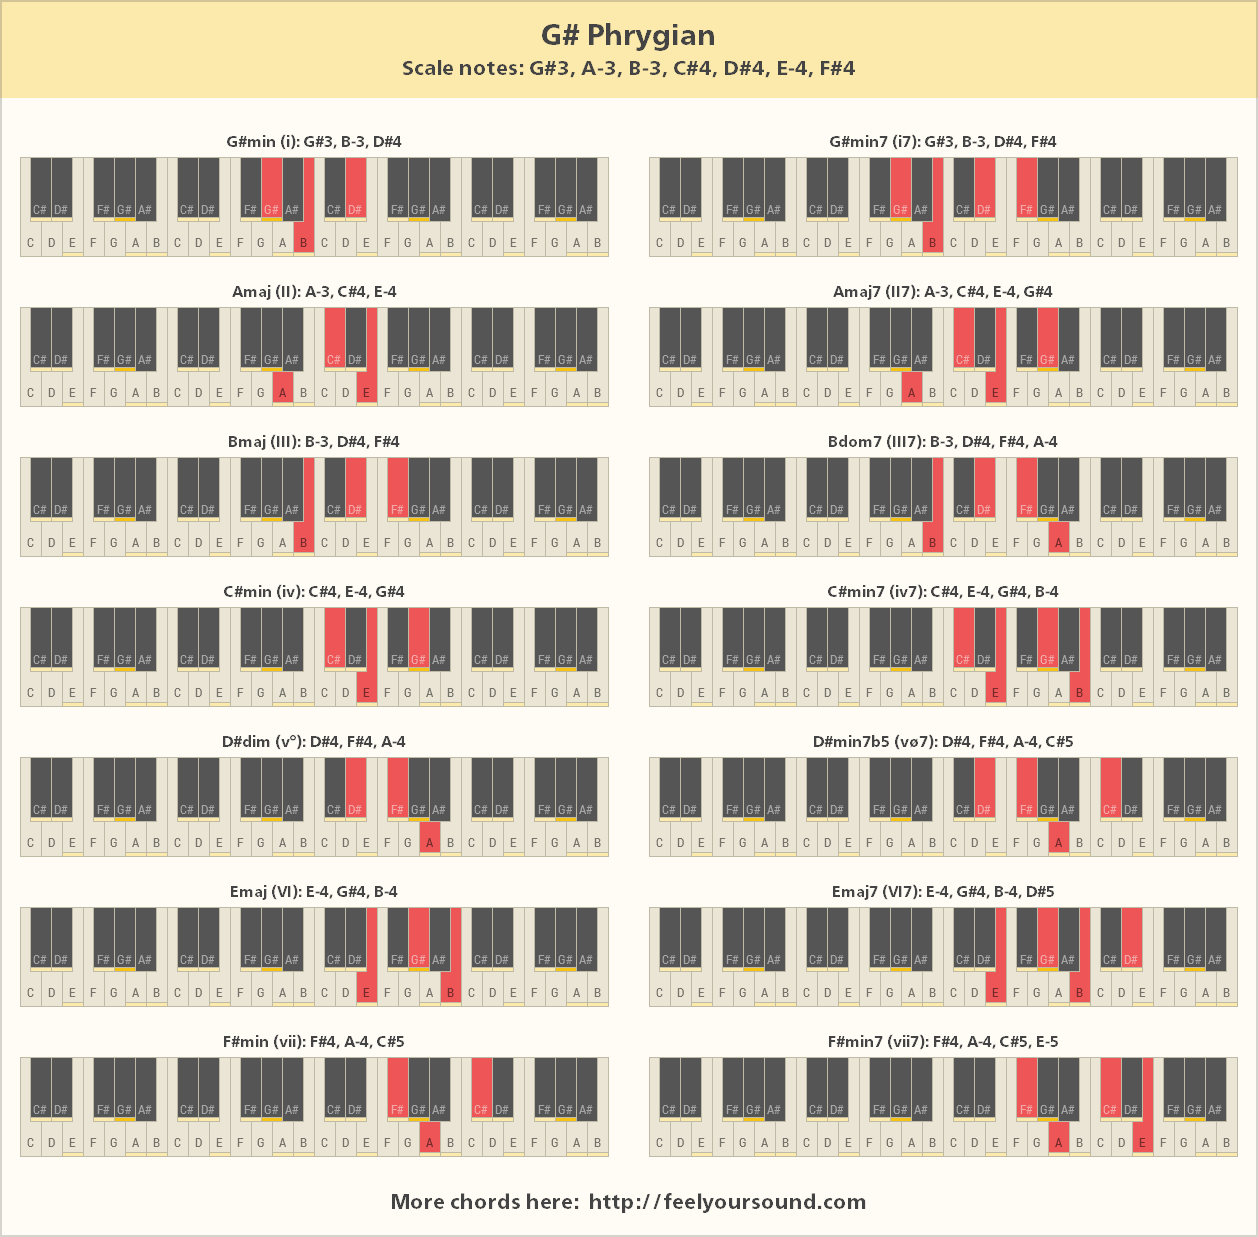 G# Phrygian
Scale notes: G#3, A-3, B-3, C#4, D#4, E-4, F#4
G#min (i): G#3, B-3, D#4
C# D# F# G# A# C# D# F# G# A# C# D# F# G# A# C# D# F# G# A#
C D E F G A B C D E F G A B C D E F G A B C D E F G A B
G#min7 (i7): G#3, B-3, D#4, F#4
C# D# F# G# A# C# D# F# G# A# C# D# F# G# A# C# D# F# G# A#
C D E F G A B C D E F G A B C D E F G A B C D E F G A B
Amaj (II): A-3, C#4, E-4
C# D# F# G# A# C# D# F# G# A# C# D# F# G# A# C# D# F# G# A#
C D E F G A B C D E F G A B C D E F G A B C D E F G A B
Amaj7 (II7): A-3, C#4, E-4, G#4
C# D# F# G# A# C# D# F# G# A# C# D# F# G# A# C# D# F# G# A#
C D E F G A B C D E F G A B C D E F G A B C D E F G A B
Bmaj (III): B-3, D#4, F#4
C# D# F# G# A# C# D# F# G# A# C# D# F# G# A# C# D# F# G# A#
C D E F G A B C D E F G A B C D E F G A B C D E F G A B
Bdom7 (III7): B-3, D#4, F#4, A-4
C# D# F# G# A# C# D# F# G# A# C# D# F# G# A# C# D# F# G# A#
C D E F G A B C D E F G A B C D E F G A B C D E F G A B
C#min (iv): C#4, E-4, G#4
C# D# F# G# A# C# D# F# G# A# C# D# F# G# A# C# D# F# G# A#
C D E F G A B C D E F G A B C D E F G A B C D E F G A B
C#min7 (iv7): C#4, E-4, G#4, B-4
C# D# F# G# A# C# D# F# G# A# C# D# F# G# A# C# D# F# G# A#
C D E F G A B C D E F G A B C D E F G A B C D E F G A B
D#dim (v°): D#4, F#4, A-4
C# D# F# G# A# C# D# F# G# A# C# D# F# G# A# C# D# F# G# A#
C D E F G A B C D E F G A B C D E F G A B C D E F G A B
D#min7b5 (vø7): D#4, F#4, A-4, C#5
C# D# F# G# A# C# D# F# G# A# C# D# F# G# A# C# D# F# G# A#
C D E F G A B C D E F G A B C D E F G A B C D E F G A B
Emaj (VI): E-4, G#4, B-4
C# D# F# G# A# C# D# F# G# A# C# D# F# G# A# C# D# F# G# A#
C D E F G A B C D E F G A B C D E F G A B C D E F G A B
Emaj7 (VI7): E-4, G#4, B-4, D#5
C# D# F# G# A# C# D# F# G# A# C# D# F# G# A# C# D# F# G# A#
C D E F G A B C D E F G A B C D E F G A B C D E F G A B
F#min (vii): F#4, A-4, C#5
C# D# F# G# A# C# D# F# G# A# C# D# F# G# A# C# D# F# G# A#
C D E F G A B C D E F G A B C D E F G A B C D E F G A B
F#min7 (vii7): F#4, A-4, C#5, E-5
C# D# F# G# A# C# D# F# G# A# C# D# F# G# A# C# D# F# G# A#
C D E F G A B C D E F G A B C D E F G A B C D E F G A B
More chords here: http://feelyoursound.com